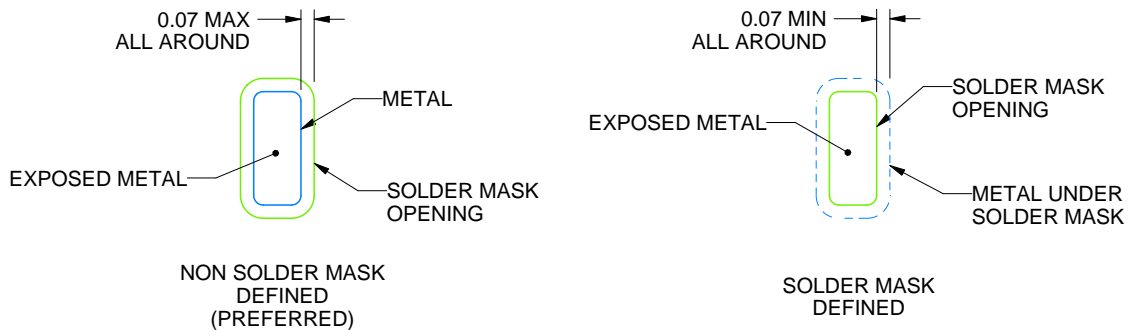 0.07 MAX
ALL AROUND
METAL
EXPOSED METAL
SOLDER MASK
OPENING
NON SOLDER MASK
DEFINED
(PREFERRED)
0.07 MIN
ALL AROUND
SOLDER MASK
OPENING
EXPOSED METAL
METAL UNDER
SOLDER MASK
SOLDER MASK
DEFINED